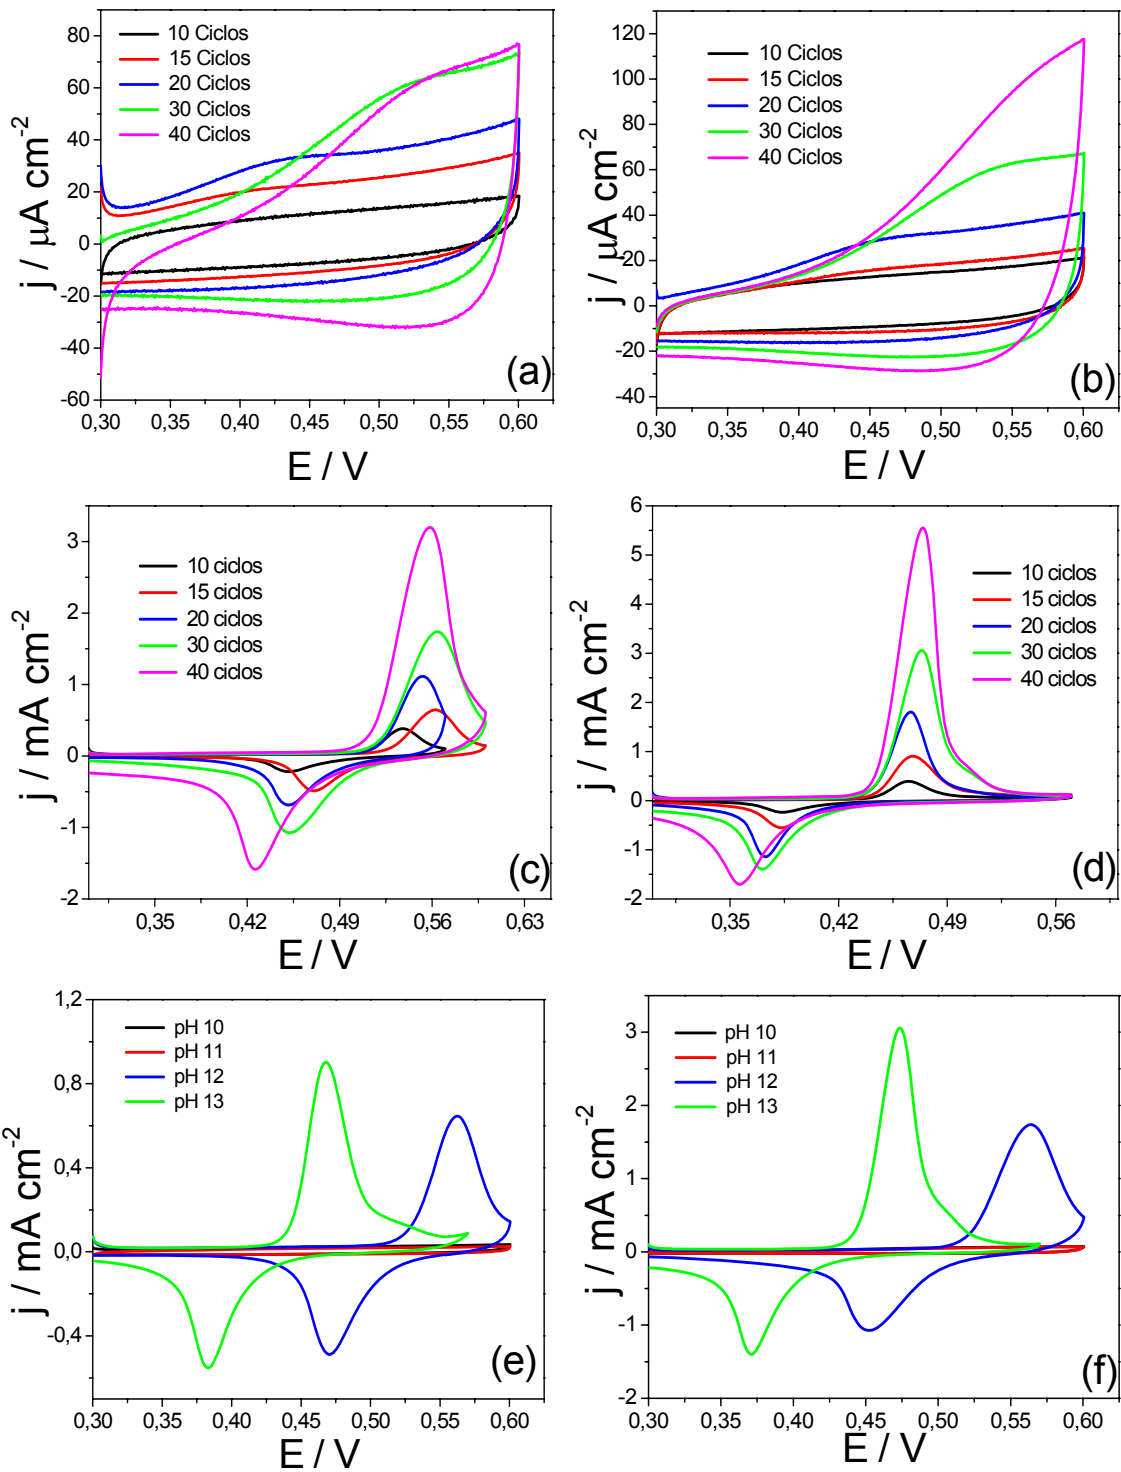 10 Ciclos
15 Ciclos
20 Ciclos
30 Ciclos
40 Ciclos
80
60
40
20
0
-20
-40
-60
0,30 0,35 0,40 0,45 0,50 0,55 0,60
j / μA cm-2
E / V
(a)
10 Ciclos
15 Ciclos
20 Ciclos
30 Ciclos
40 Ciclos
120
100
80
60
40
20
0
-20
-40
0,30 0,35 0,40 0,45 0,50 0,55 0,60
j / μA cm-2
E / V
(b)
10 ciclos
15 ciclos
20 ciclos
30 ciclos
40 ciclos
3
2
1
0
-1
-2
0,35 0,42 0,49 0,56 0,63
j / mA cm-2
E / V
(c)
10 ciclos
15 ciclos
20 ciclos
30 ciclos
40 ciclos
6
5
4
3
2
1
0
-1
-2
0,35 0,42 0,49 0,56
j / mA cm-2
E / V
(d)
pH 10
pH 11
pH 12
pH 13
1,2
0,8
0,4
0,0
-0,4
0,30 0,35 0,40 0,45 0,50 0,55 0,60
j / mA cm-2
E / V
(e)
pH 10
pH 11
pH 12
pH 13
3
2
1
0
-1
-2
0,30 0,35 0,40 0,45 0,50 0,55 0,60
j / mA cm-2
E / V
(f)